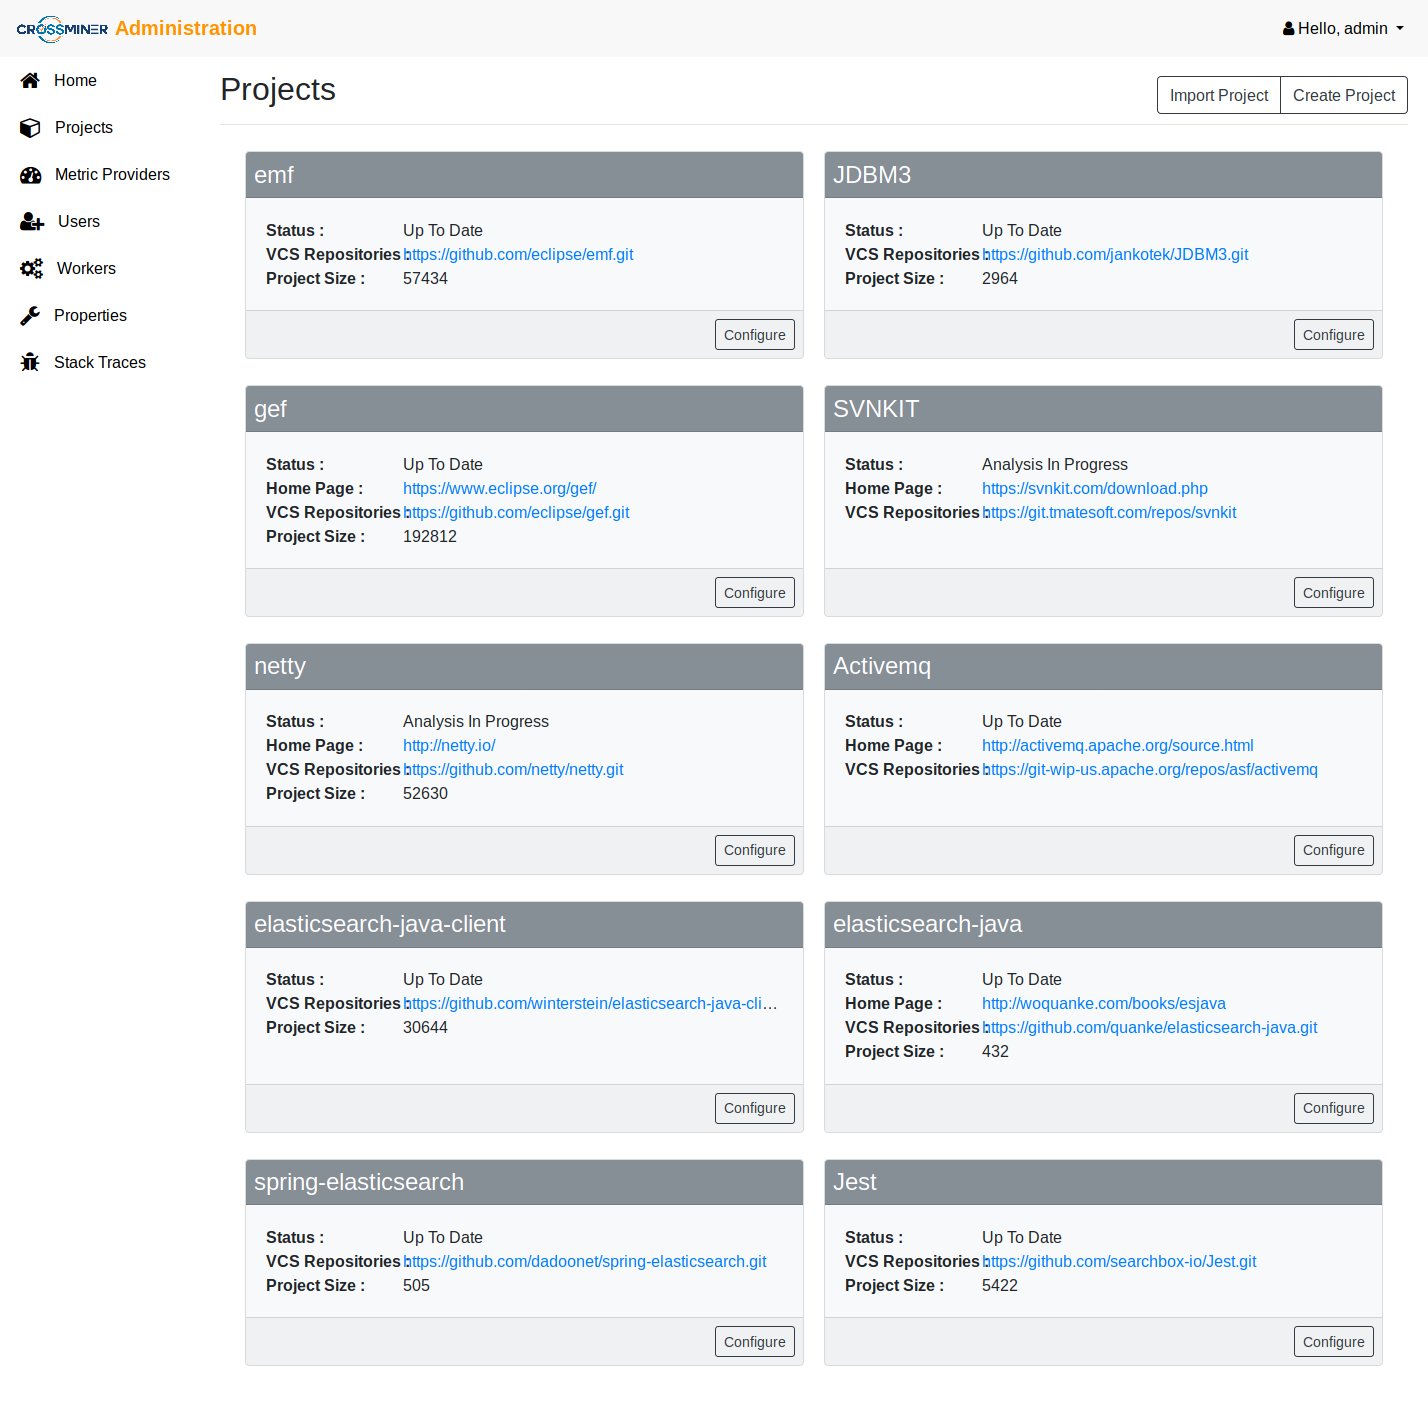 CROSSMINER Administration
Hello, admin
Home
Projects
Metric Providers
Users
Workers
Properties
Stack Traces
Projects
Import Project
Create Project
emf
Status : Up To Date
VCS Repositories : https://github.com/eclipse/emf.git
Project Size : 57434
Configure
JDBM3
Status : Up To Date
VCS Repositories : https://github.com/jankotek/JDBM3.git
Project Size : 2964
Configure
gef
Status : Up To Date
Home Page : https://www.eclipse.org/gef/
VCS Repositories : https://github.com/eclipse/gef.git
Project Size : 192812
Configure
SVNKIT
Status : Analysis In Progress
Home Page : https://svnkit.com/download.php
VCS Repositories : https://git.tmatesoft.com/repos/svnkit
Configure
netty
Status : Analysis In Progress
Home Page : http://netty.io/
VCS Repositories : https://github.com/netty/netty.git
Project Size : 52630
Configure
Activemq
Status : Up To Date
Home Page : http://activemq.apache.org/source.html
VCS Repositories : https://git-wip-us.apache.org/repos/asf/activemq
Configure
elasticsearch-java-client
Status : Up To Date
VCS Repositories : https://github.com/winterstein/elasticsearch-java-cli…
Project Size : 30644
Configure
elasticsearch-java
Status : Up To Date
Home Page : http://woquanke.com/books/esjava
VCS Repositories : https://github.com/quanke/elasticsearch-java.git
Project Size : 432
Configure
spring-elasticsearch
Status : Up To Date
VCS Repositories : https://github.com/dadoonet/spring-elasticsearch.git
Project Size : 505
Configure
Jest
Status : Up To Date
VCS Repositories : https://github.com/searchbox-io/Jest.git
Project Size : 5422
Configure